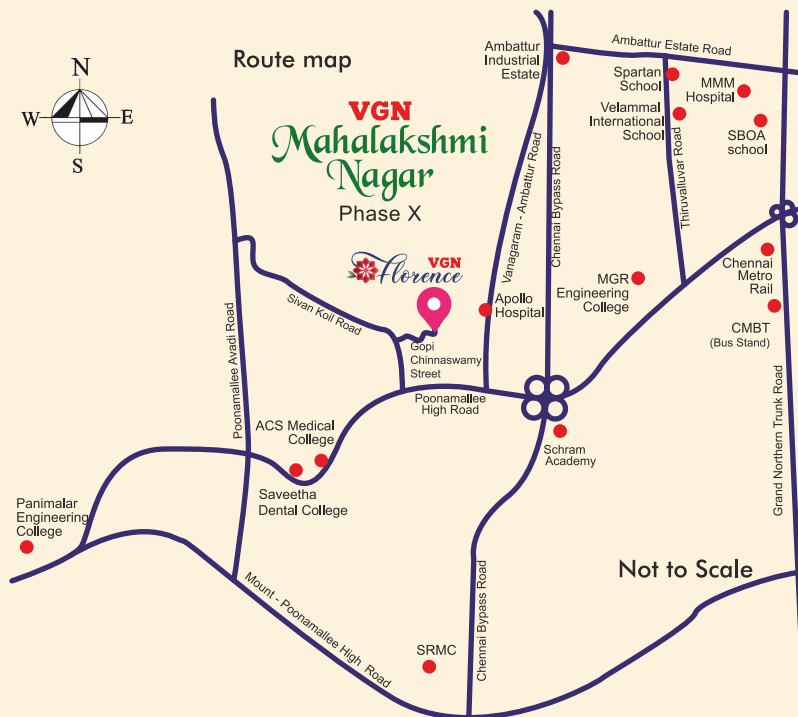 N
W
E
S
Route map
VGN
Mahalakshmi
Nagar
Phase X
VGN
Florence
Ambattur
Industrial
Estate
Ambattur Estate Road
Spartan
School
Velammal
International
School
MMM
Hospital
SBOA
school
Thiruvalluvar Road
Vanagaram - Ambattur Road
Chennai Bypass Road
Poonamallee Avadi Road
Sivan Koil Road
Gopi
Chinnaswamy
Street
Apollo
Hospital
MGR
Engineering
College
Chennai
Metro
Rail
CMBT
(Bus Stand)
Grand Northern Trunk Road
Poonamallee
High Road
ACS Medical
College
Saveetha
Dental College
Schram
Academy
Panimalar
Engineering
College
Mount - Poonamallee High Road
Chennai Bypass Road
SRMC
Not to Scale